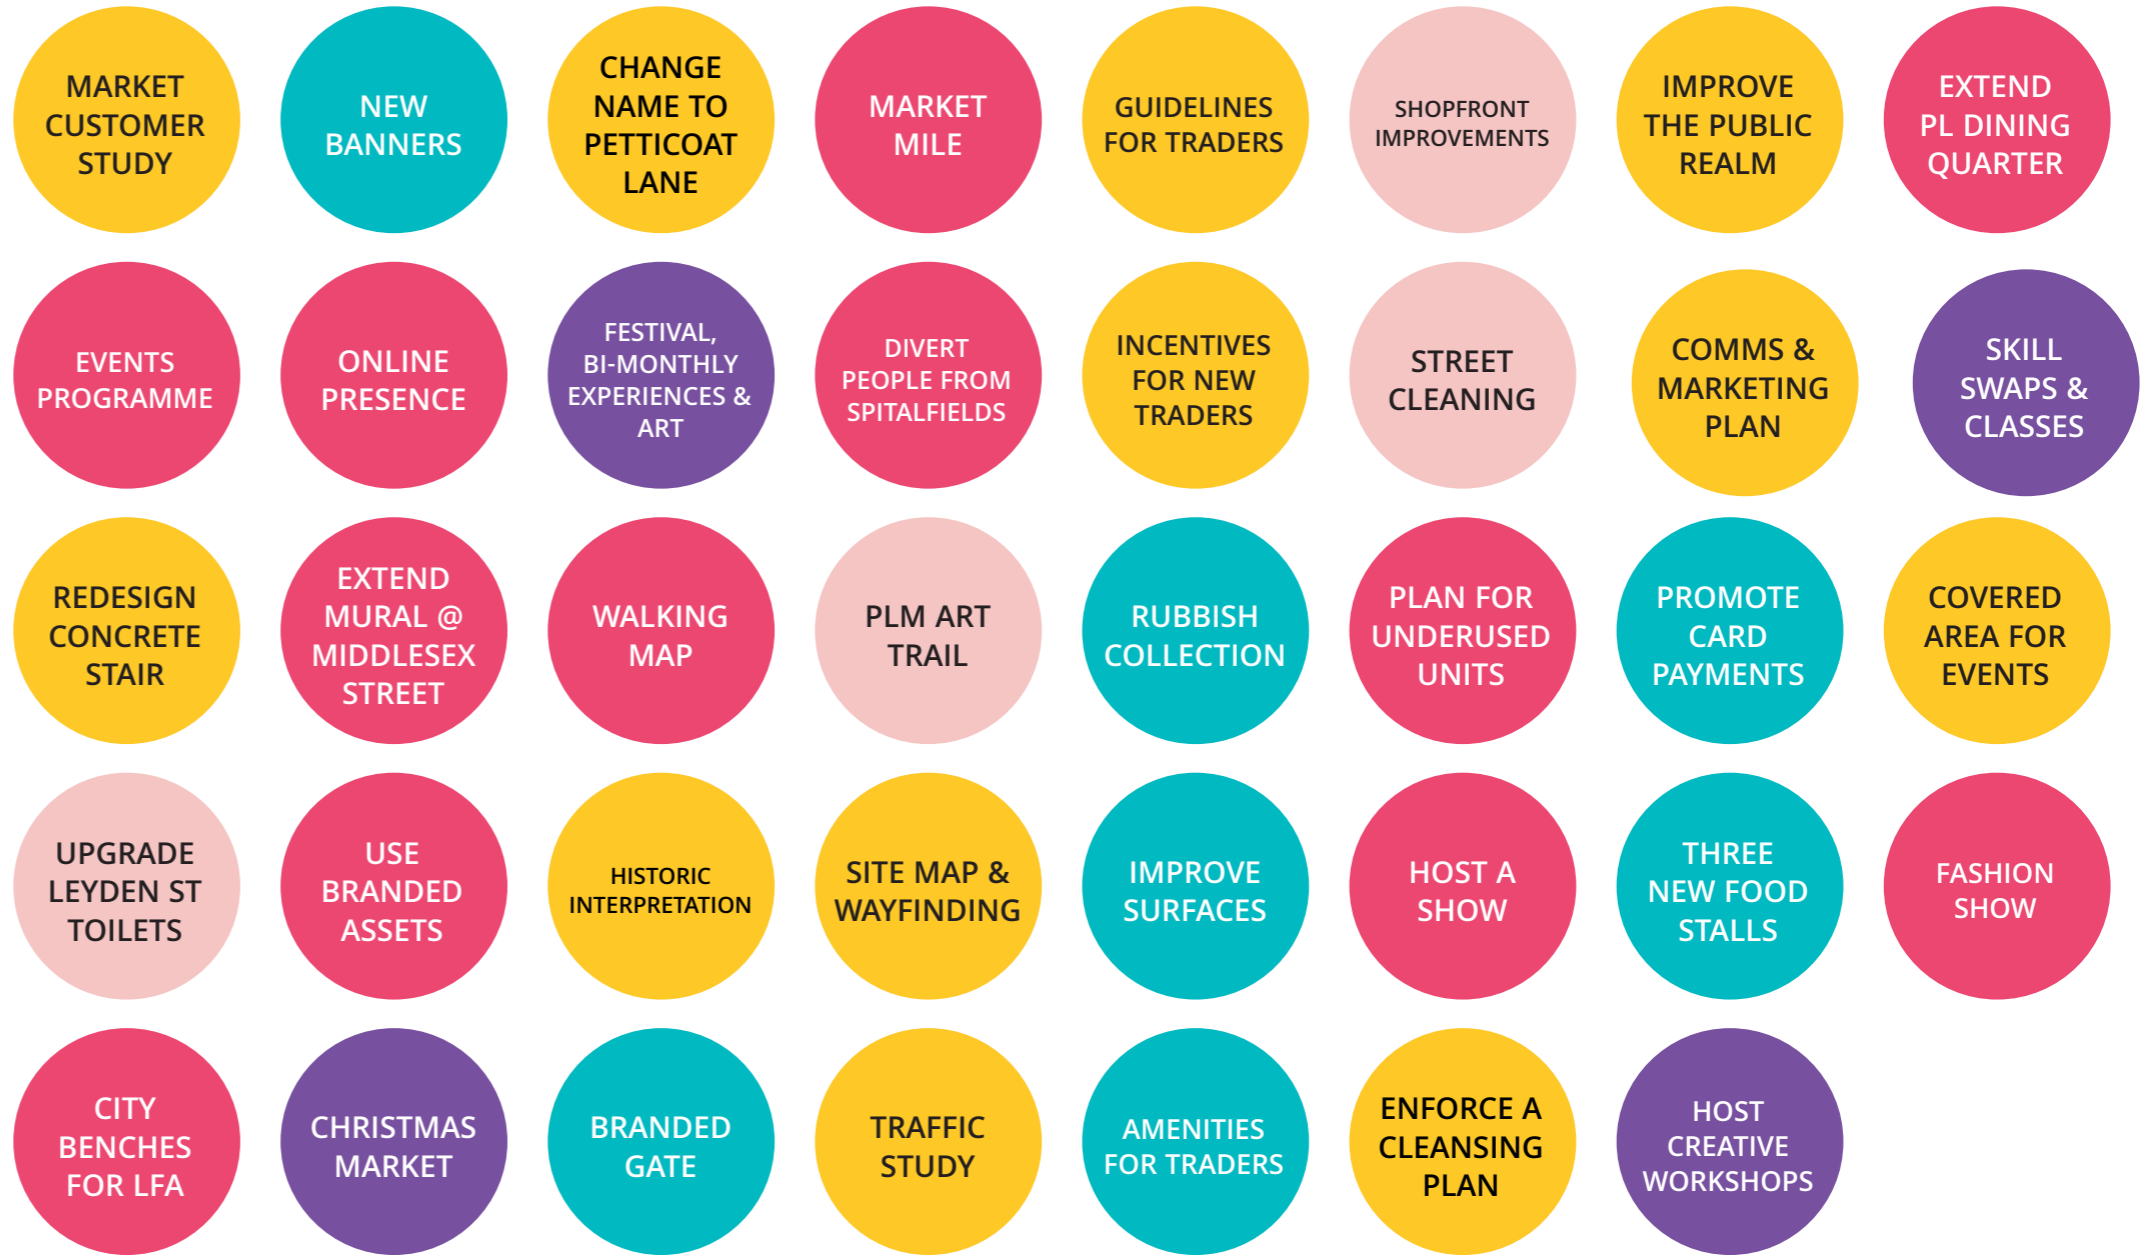 MARKET
CUSTOMER
STUDY
NEW
BANNERS
CHANGE
NAME TO
PETTICOAT
LANE
MARKET
MILE
GUIDELINES
FOR TRADERS
SHOPFRONT
IMPROVEMENTS
IMPROVE
THE PUBLIC
REALM
EXTEND
PL DINING
QUARTER
EVENTS
PROGRAMME
ONLINE
PRESENCE
FESTIVAL,
BI-MONTHLY
EXPERIENCES &
ART
DIVERT
PEOPLE FROM
SPITALFIELDS
INCENTIVES
FOR NEW
TRADERS
STREET
CLEANING
COMMS &
MARKETING
PLAN
SKILL
SWAPS &
CLASSES
REDESIGN
CONCRETE
STAIR
EXTEND
MURAL @
MIDDLESEX
STREET
WALKING
MAP
PLM ART
TRAIL
RUBBISH
COLLECTION
PLAN FOR
UNDERUSED
UNITS
PROMOTE
CARD
PAYMENTS
COVERED
AREA FOR
EVENTS
UPGRADE
LEYDEN ST
TOILETS
USE
BRANDED
ASSETS
HISTORIC
INTERPRETATION
SITE MAP &
WAYFINDING
IMPROVE
SURFACES
HOST A
SHOW
THREE
NEW FOOD
STALLS
FASHION
SHOW
CITY
BENCHES
FOR LFA
CHRISTMAS
MARKET
BRANDED
GATE
TRAFFIC
STUDY
AMENITIES
FOR TRADERS
ENFORCE A
CLEANSING
PLAN
HOST
CREATIVE
WORKSHOPS